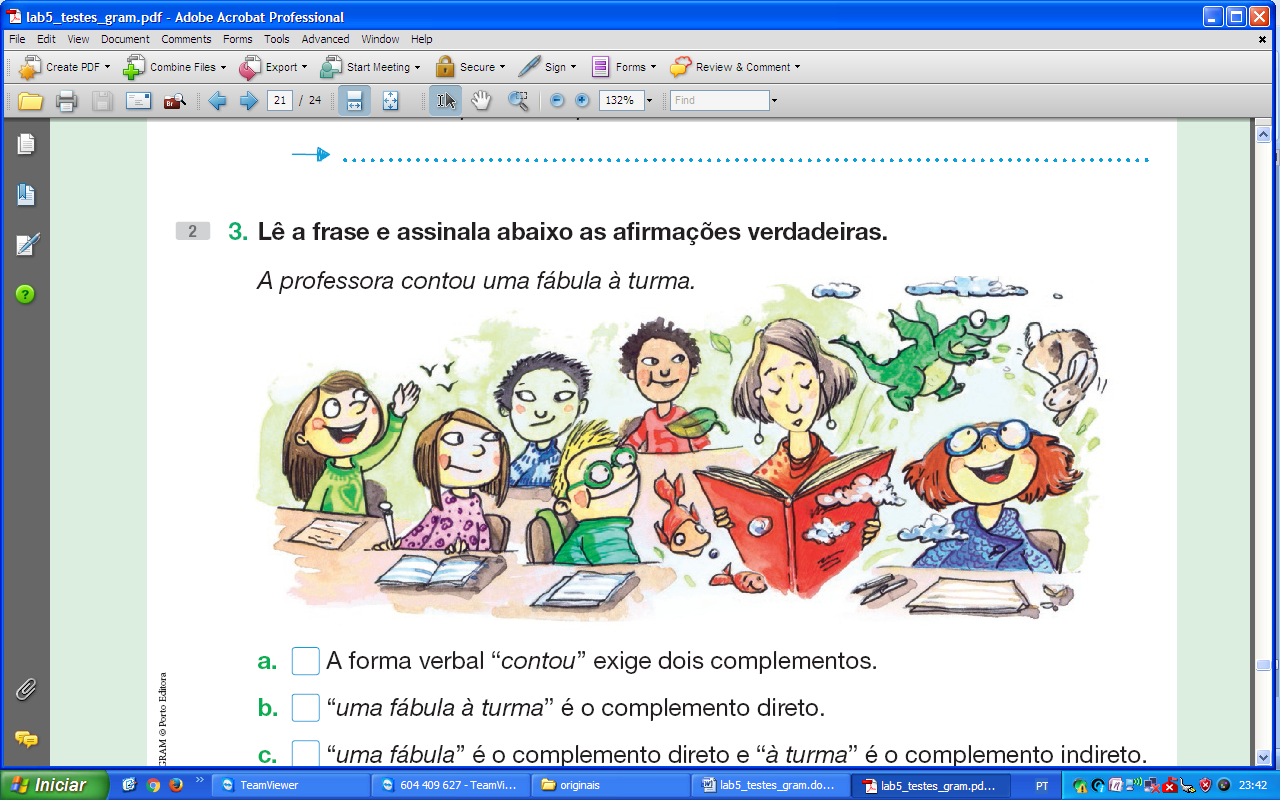 lab5_testes_gram.pdf - Adobe Acrobat Professional
File Edit View Document Comments Forms Tools Advanced Window Help
Create PDF Combine Files Export Start Meeting Secure Sign Forms Review & Comment
21 / 24 132% Find
2 3. Lê a frase e assinala abaixo as afirmações verdadeiras.
A professora contou uma fábula à turma.
a. A forma verbal “contou” exige dois complementos.
b. “uma fábula à turma” é o complemento direto.
c. “uma fábula” é o complemento direto e “à turma” é o complemento indireto.
GRAM © Porto Editora
Iniciar » TeamViewer 604 409 627 - TeamVi... originais lab5_testes_gram.do... lab5_testes_gram.pd... PT 23:42